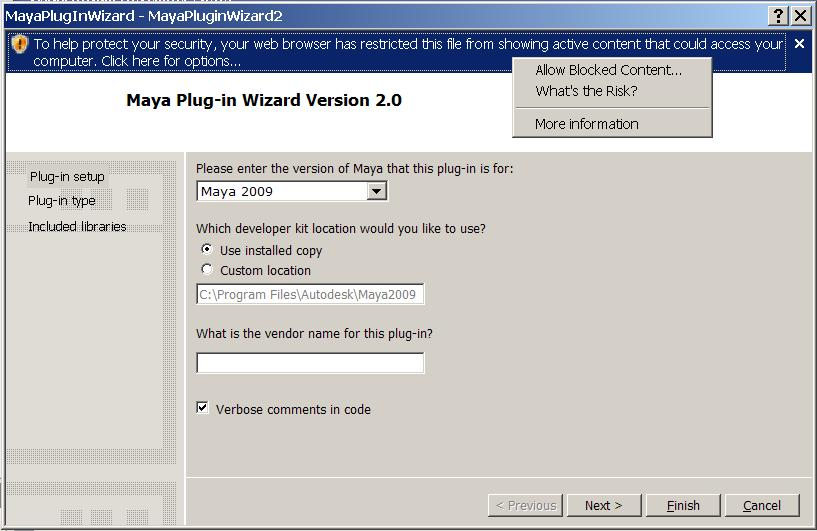 MayaPlugInWizard - MayaPluginWizard2
To help protect your security, your web browser has restricted this file from showing active content that could access your
computer. Click here for options...
Allow Blocked Content...
What's the Risk?
More information
Maya Plug-in Wizard Version 2.0
Plug-in setup
Plug-in type
Included libraries
Please enter the version of Maya that this plug-in is for:
Maya 2009
Which developer kit location would you like to use?
Use installed copy
Custom location
C:\Program Files\Autodesk\Maya2009
What is the vendor name for this plug-in?
Verbose comments in code
< Previous
Next >
Finish
Cancel